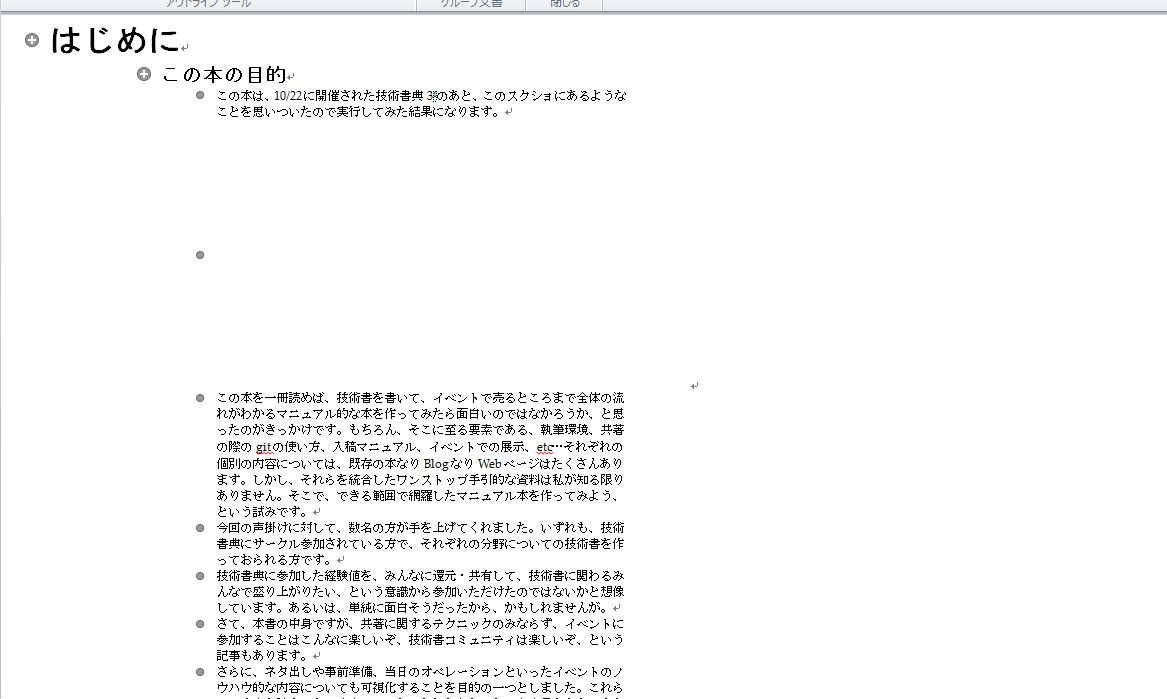 アウトライン ツール
グループ文書
閉じる
はじめに
この本の目的
この本は、10/22に開催された技術書典 3のあと、このスクショにあるような
ことを思いついたので実行してみた結果になります。
この本を一冊読めば、技術書を書いて、イベントで売るところまで全体の流
れがわかるマニュアル的な本を作ってみたら面白いのではなかろうか、と思
ったのがきっかけです。もちろん、そこに至る要素である、執筆環境、共著
の際の gitの使い方、入稿マニュアル、イベントでの展示、etc…それぞれの
個別の内容については、既存の本なり Blogなり Webページはたくさんあり
ます。しかし、それらを統合したワンストップ手引的な資料は私が知る限り
ありません。そこで、できる範囲で網羅したマニュアル本を作ってみよう、
という試みです。
今回の声掛けに対して、数名の方が手を上げてくれました。いずれも、技術
書典にサークル参加されている方で、それぞれの分野についての技術書を作
っておられる方です。
技術書典に参加した経験値を、みんなに還元・共有して、技術書に関わるみ
んなで盛り上がりたい、という意識から参加いただけたのではないかと想像
しています。あるいは、単純に面白そうだったから、かもしれませんが。
さて、本書の中身ですが、共著に関するテクニックのみならず、イベントに
参加することはこんなに楽しいぞ、技術書コミュニティは楽しいぞ、という
記事もあります。
さらに、ネタ出しや事前準備、当日のオペレーションといったイベントのノ
ウハウ的な内容についても可視化することを目的の一つとしました。これら